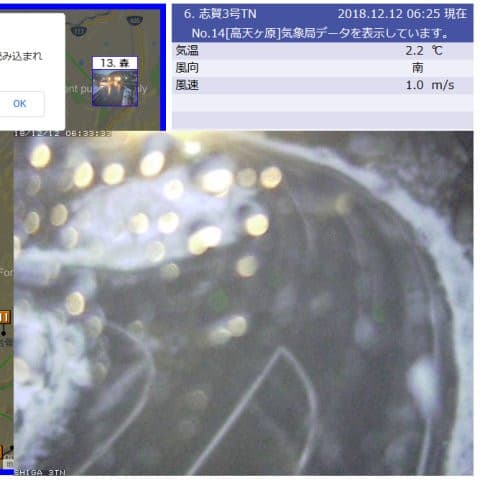 読み込まれ
OK
13. 森
6. 志賀3号TN 2018.12.12 06:25 現在
No.14[高天ヶ原]気象局データを表示しています。
気温 2.2 ℃
風向 南
風速 1.0 m/s
18/12/12 06:33:32
SHIGA 3TN